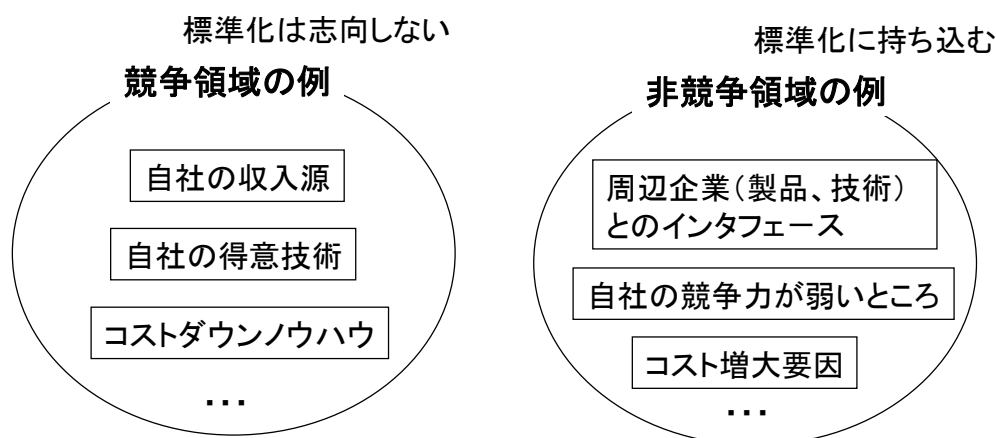 標準化は志向しない
競争領域の例
自社の収入源
自社の得意技術
コストダウンノウハウ
・・・
標準化に持ち込む
非競争領域の例
周辺企業(製品、技術)
とのインタフェース
自社の競争力が弱いところ
コスト増大要因
・・・